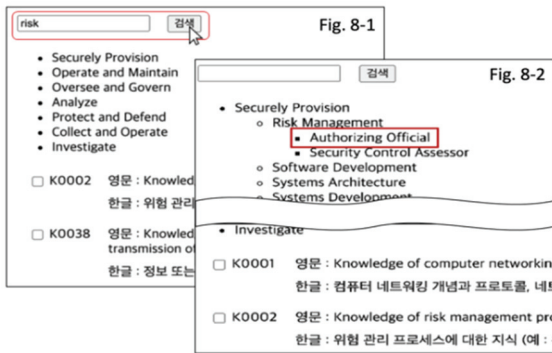 risk
검색
Fig. 8-1
• Securely Provision
• Operate and Maintain
• Oversee and Govern
• Analyze
• Protect and Defend
• Collect and Operate
• Investigate
K0002 영문 : Knowled
한글 : 위험 관리
K0038 영문 : Knowled
transmission of
한글 : 정보 또는
검색
Fig. 8-2
• Securely Provision
○ Risk Management
▪ Authorizing Official
▪ Security Control Assessor
○ Software Development
○ Systems Architecture
○ Systems Development
• Investigate
K0001 영문 : Knowledge of computer networkin
한글 : 컴퓨터 네트워킹 개념과 프로토콜, 네트
K0002 영문 : Knowledge of risk management pro
한글 : 위험 관리 프로세스에 대한 지식 (예 :